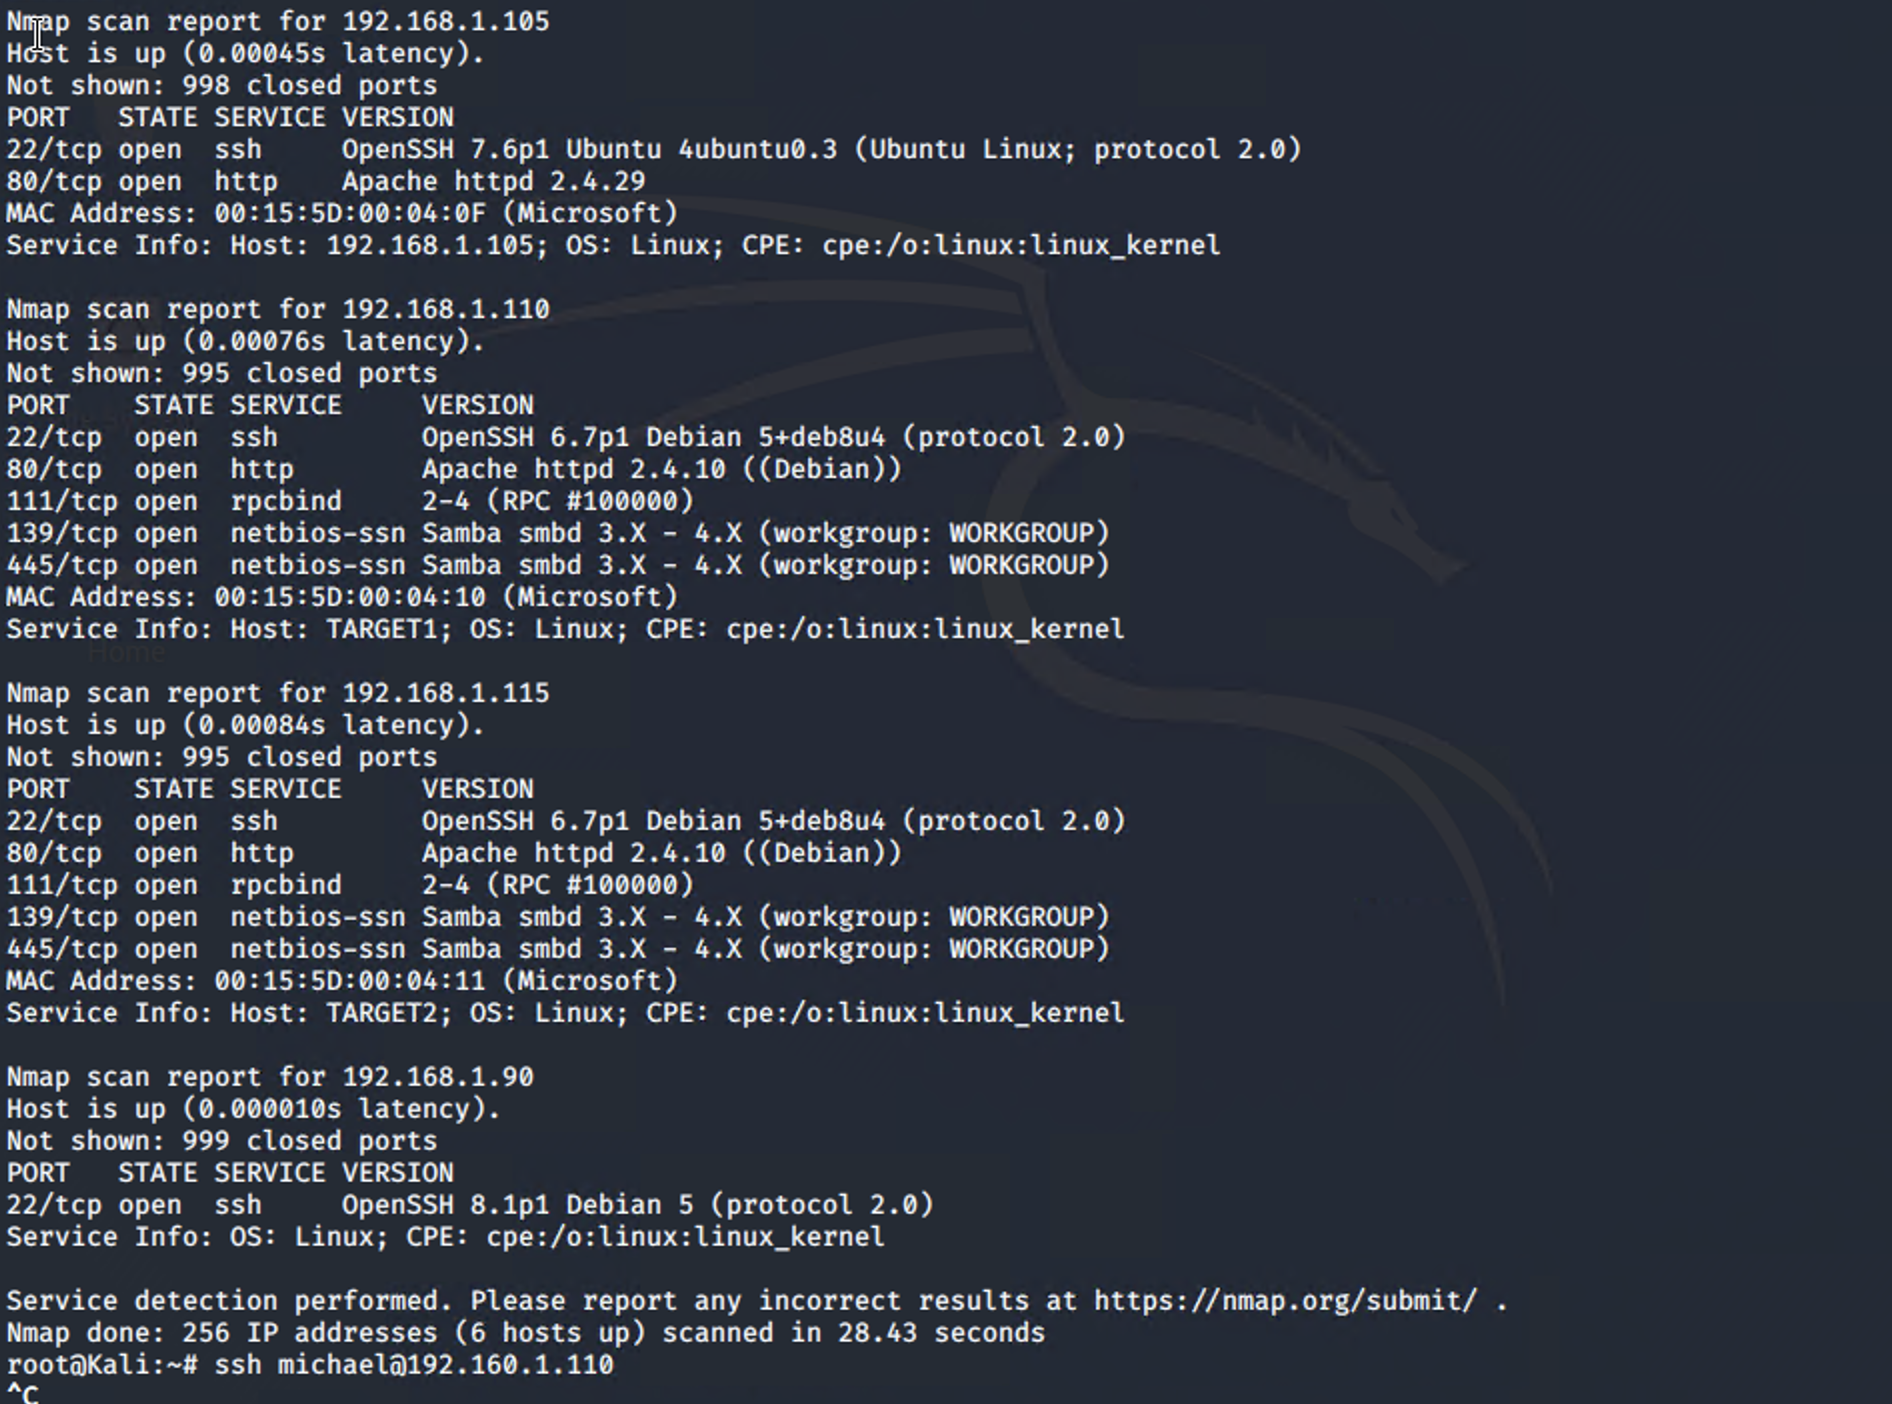 Nmap scan report for 192.168.1.105
Host is up (0.00045s latency).
Not shown: 998 closed ports
PORT   STATE SERVICE VERSION
22/tcp open  ssh     OpenSSH 7.6p1 Ubuntu 4ubuntu0.3 (Ubuntu Linux; protocol 2.0)
80/tcp open  http    Apache httpd 2.4.29
MAC Address: 00:15:5D:00:04:0F (Microsoft)
Service Info: Host: 192.168.1.105; OS: Linux; CPE: cpe:/o:linux:linux_kernel

Nmap scan report for 192.168.1.110
Host is up (0.00076s latency).
Not shown: 995 closed ports
PORT    STATE SERVICE     VERSION
22/tcp  open  ssh         OpenSSH 6.7p1 Debian 5+deb8u4 (protocol 2.0)
80/tcp  open  http        Apache httpd 2.4.10 ((Debian))
111/tcp open  rpcbind     2-4 (RPC #100000)
139/tcp open  netbios-ssn Samba smbd 3.X - 4.X (workgroup: WORKGROUP)
445/tcp open  netbios-ssn Samba smbd 3.X - 4.X (workgroup: WORKGROUP)
MAC Address: 00:15:5D:00:04:10 (Microsoft)
Service Info: Host: TARGET1; OS: Linux; CPE: cpe:/o:linux:linux_kernel
Home

Nmap scan report for 192.168.1.115
Host is up (0.00084s latency).
Not shown: 995 closed ports
PORT    STATE SERVICE     VERSION
22/tcp  open  ssh         OpenSSH 6.7p1 Debian 5+deb8u4 (protocol 2.0)
80/tcp  open  http        Apache httpd 2.4.10 ((Debian))
111/tcp open  rpcbind     2-4 (RPC #100000)
139/tcp open  netbios-ssn Samba smbd 3.X - 4.X (workgroup: WORKGROUP)
445/tcp open  netbios-ssn Samba smbd 3.X - 4.X (workgroup: WORKGROUP)
MAC Address: 00:15:5D:00:04:11 (Microsoft)
Service Info: Host: TARGET2; OS: Linux; CPE: cpe:/o:linux:linux_kernel

Nmap scan report for 192.168.1.90
Host is up (0.000010s latency).
Not shown: 999 closed ports
PORT   STATE SERVICE VERSION
22/tcp open  ssh     OpenSSH 8.1p1 Debian 5 (protocol 2.0)
Service Info: OS: Linux; CPE: cpe:/o:linux:linux_kernel

Service detection performed. Please report any incorrect results at https://nmap.org/submit/ .
Nmap done: 256 IP addresses (6 hosts up) scanned in 28.43 seconds
root@Kali:~# ssh michael@192.160.1.110
^C